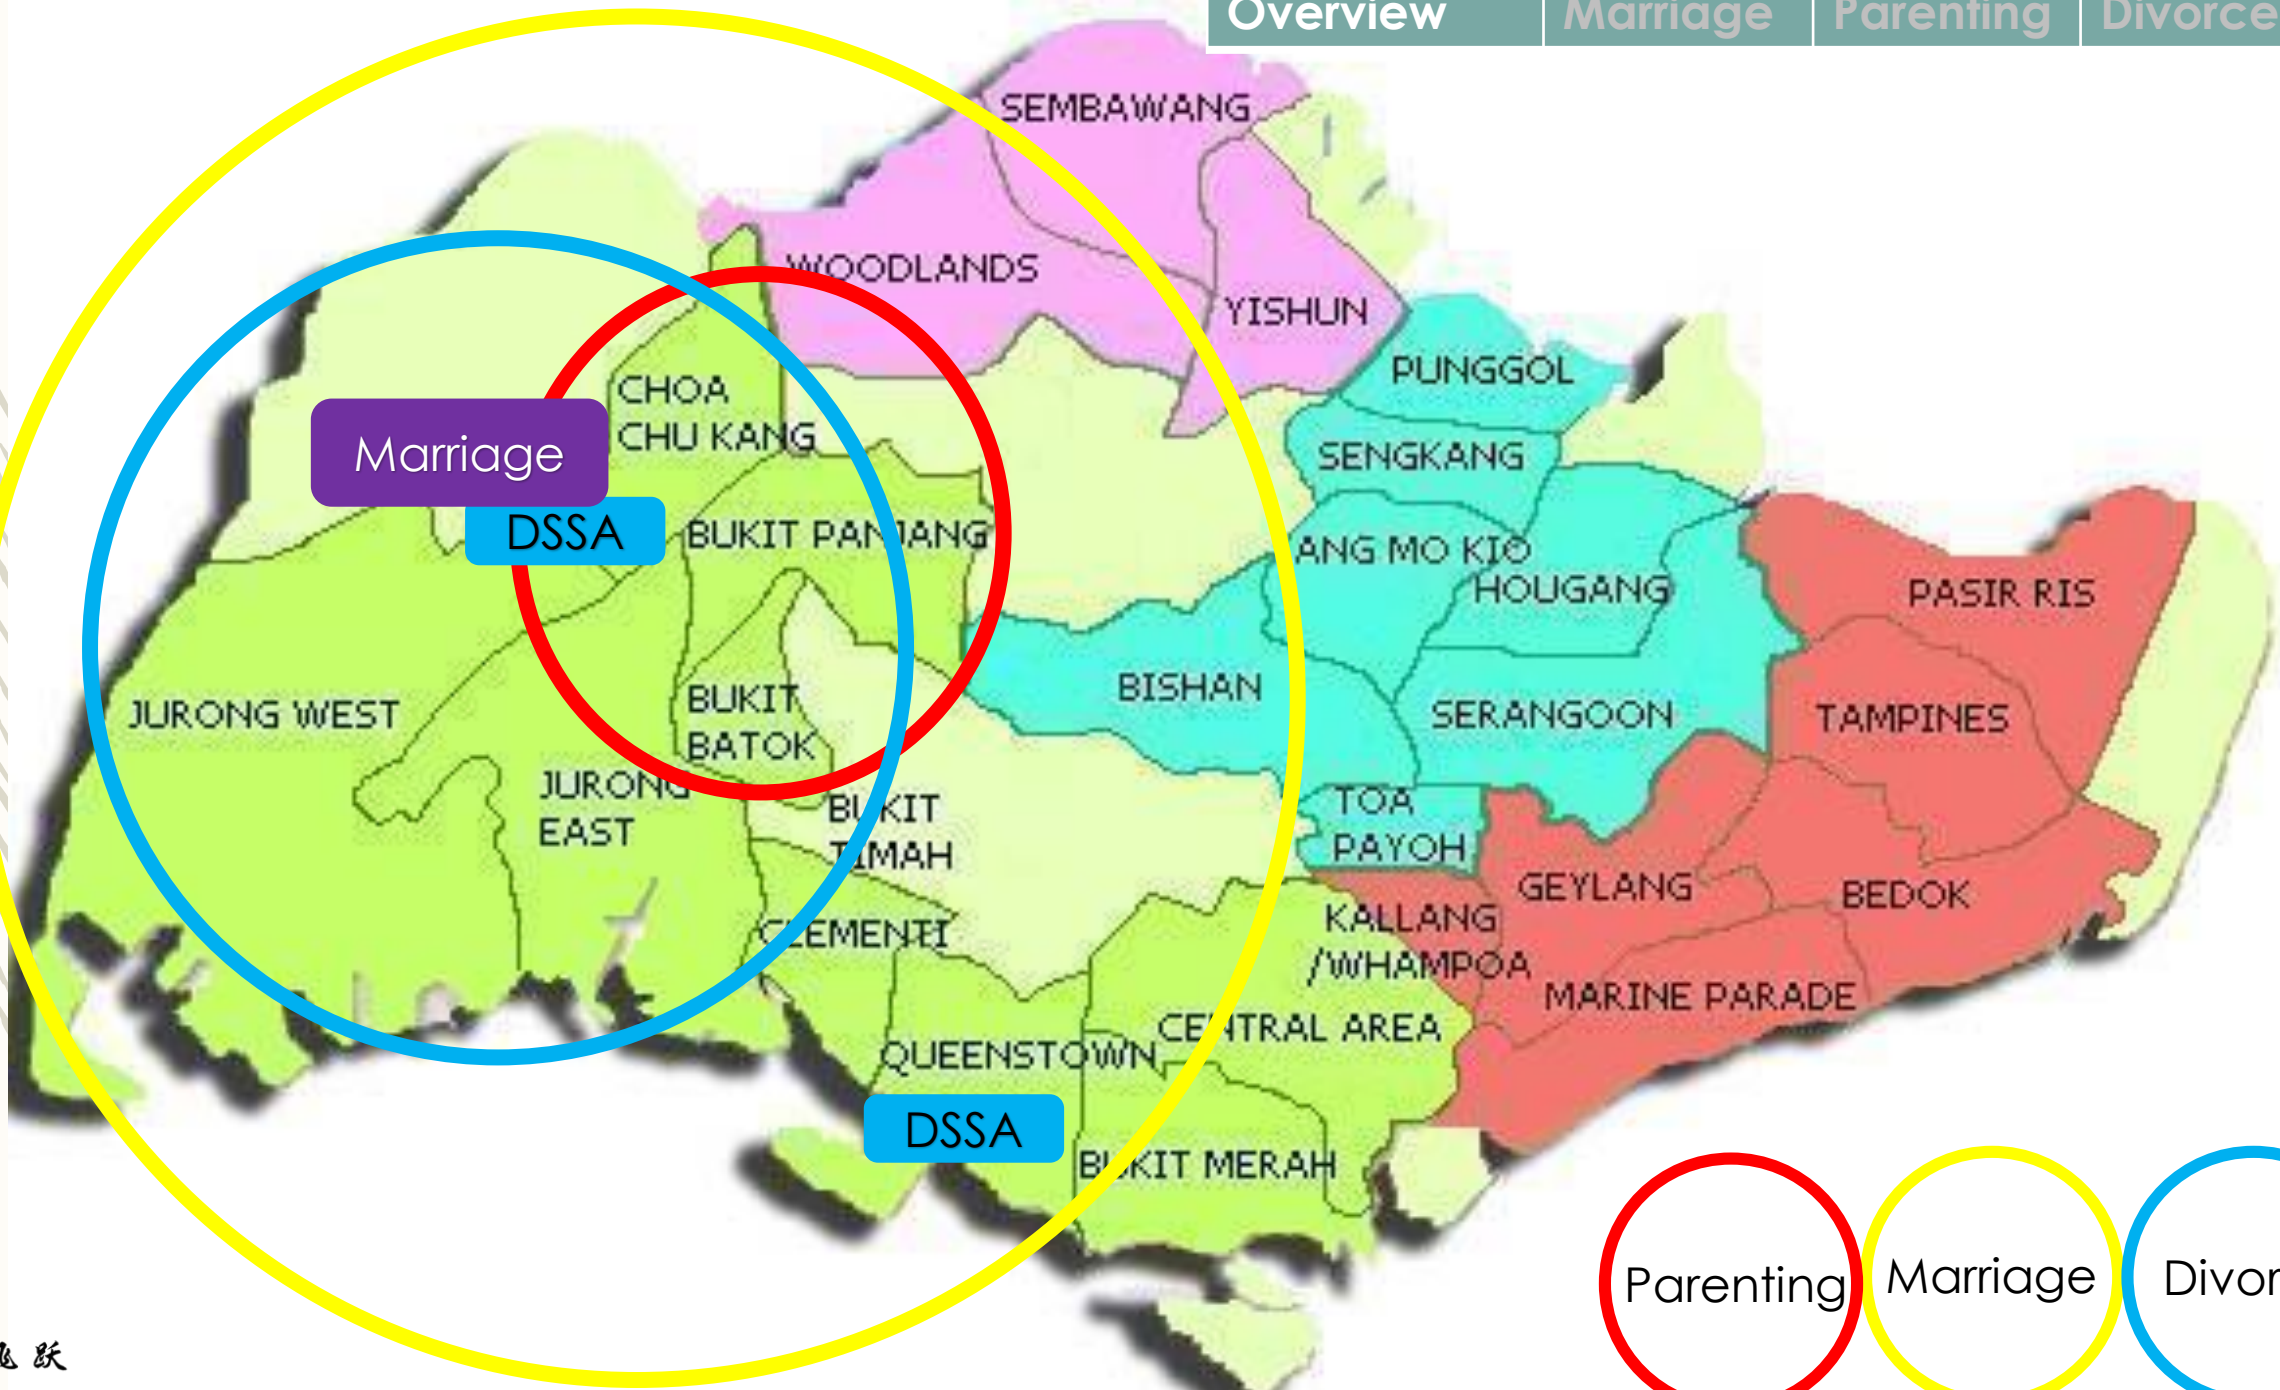 Overview Marriage Parenting Divorce
SEMBAWANG
WOODLANDS
YISHUN
PUNGGOL
CHOA
CHU KANG
Marriage
SENGKANG
DSSA
BUKIT PANJANG
ANG MO KIO
HOUGANG
PASIR RIS
JURONG WEST
BUKIT
BATOK
BISHAN
SERANGOON
TAMPINES
JURONG
EAST
BUKIT
TIMAH
TOA
PAYOH
GEYLANG
BEDOK
CLEMENTI
KALLANG
/WHAMPOA
MARINE PARADE
CENTRAL AREA
QUEENSTOWN
DSSA
BUKIT MERAH
Parenting Marriage Divor
跃